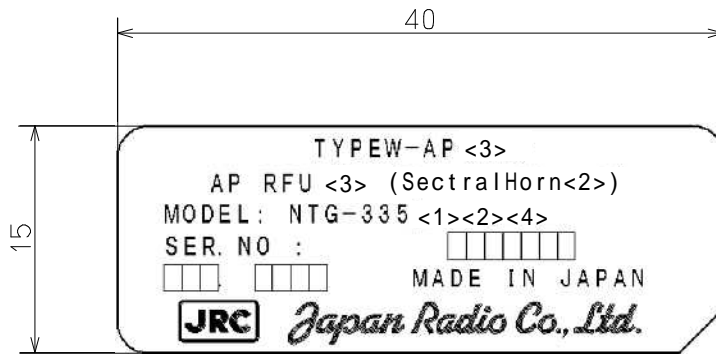 40
15
TYPEW-AP <3>
AP RFU <3> (SectralHorn<2>)
MODEL: NTG-335<1><2><4>
SER. NO :
MADE IN JAPAN
JRC Japan Radio Co., Ltd.